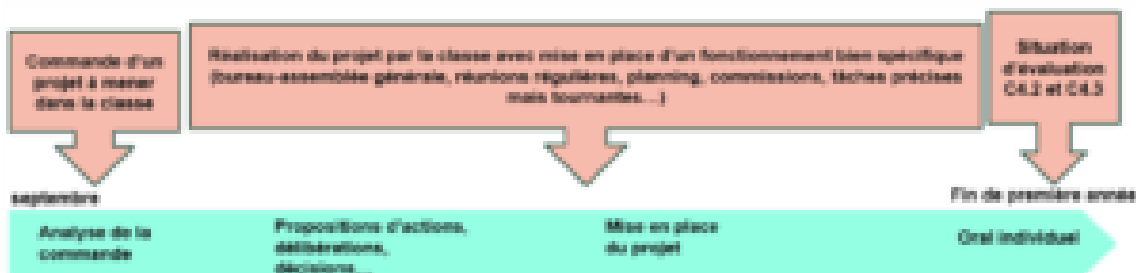 Commande d'un
projet à mener
dans la classe
Réalisation du projet par la classe avec mise en place d'un fonctionnement bien spécifique
(bureau-assemblée générale, réunions régulières, planning, commissions, tâches précises
mais tournantes…)
Situation
d'évaluation
C4.2 et C4.3
septembre
Fin de première année
Analyse de la
commande
Propositions d'actions,
délibérations,
décisions…
Mise en place
du projet
Oral individuel